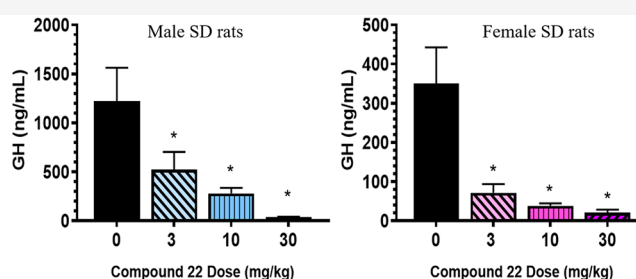 Male SD rats
GH (ng/mL)
2000
1500
1000
500
0
*
*
*
0 3 10 30
Compound 22 Dose (mg/kg)
Female SD rats
GH (ng/mL)
500
400
300
200
100
0
*
*
*
0 3 10 30
Compound 22 Dose (mg/kg)